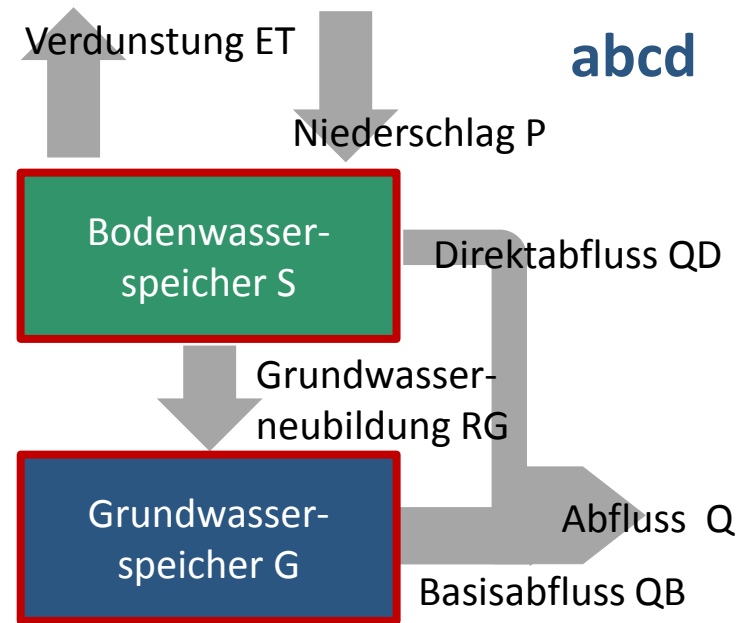 Verdunstung ET
abcd
Niederschlag P
Bodenwasser-
speicher S
Direktabfluss QD
Grundwasser-
neubildung RG
Grundwasser-
speicher G
Abfluss Q
Basisabfluss QB